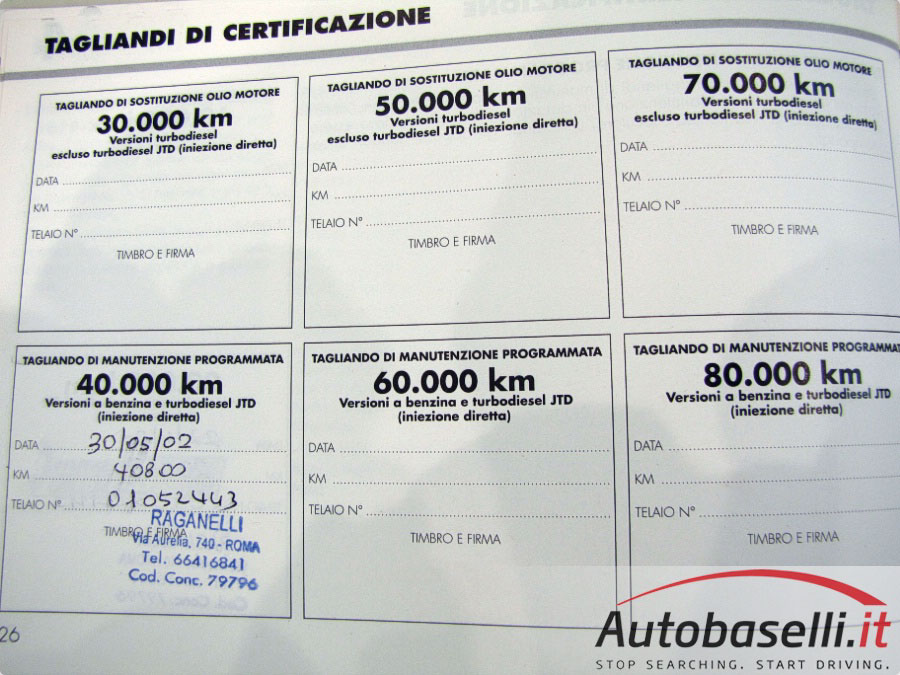 TAGLIANDI DI CERTIFICAZIONE
TAGLIANDO DI SOSTITUZIONE OLIO MOTORE
30.000 km
Versioni turbodiesel
escluso turbodiesel JTD (iniezione diretta)
DATA
KM
TELAIO N°
TIMBRO E FIRMA
TAGLIANDO DI SOSTITUZIONE OLIO MOTORE
50.000 km
Versioni turbodiesel
escluso turbodiesel JTD (iniezione diretta)
DATA
KM
TELAIO N°
TIMBRO E FIRMA
TAGLIANDO DI SOSTITUZIONE OLIO MOTORE
70.000 km
Versioni turbodiesel
escluso turbodiesel JTD (iniezione diretta)
DATA
KM
TELAIO N°
TIMBRO E FIRMA
TAGLIANDO DI MANUTENZIONE PROGRAMMATA
40.000 km
Versioni a benzina e turbodiesel JTD
(iniezione diretta)
DATA 30/05/02
KM 40800
TELAIO N° 01052443
RAGANELLI
TIMBRO E FIRMA
Via Aurelia, 740 - ROMA
Tel. 66416841
Cod. Conc. 79796
TAGLIANDO DI MANUTENZIONE PROGRAMMATA
60.000 km
Versioni a benzina e turbodiesel JTD
(iniezione diretta)
DATA
KM
TELAIO N°
TIMBRO E FIRMA
TAGLIANDO DI MANUTENZIONE PROGRAMMAT
80.000 km
Versioni a benzina e turbodiesel JTD
(iniezione diretta)
DATA
KM
TELAIO N°
TIMBRO E FIRMA
26
Autobaselli.it
STOP SEARCHING. START DRIVING.